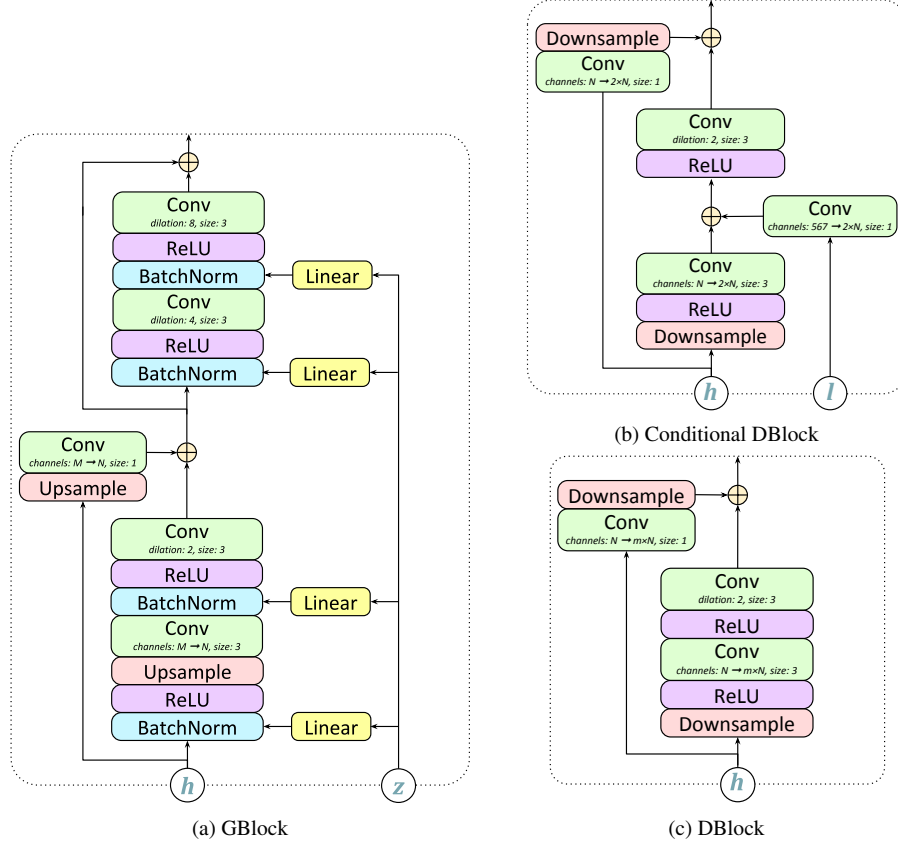 Conv
dilation: 8, size: 3
ReLU
BatchNorm
Linear
Conv
dilation: 4, size: 3
ReLU
BatchNorm
Linear
Conv
channels: M → N, size: 1
Upsample
Conv
dilation: 2, size: 3
ReLU
BatchNorm
Linear
Conv
channels: M → N, size: 3
Upsample
ReLU
BatchNorm
Linear
h
z
(a) GBlock
Downsample
Conv
channels: N → 2×N, size: 1
Conv
dilation: 2, size: 3
ReLU
Conv
channels: 567 → 2×N, size: 1
Conv
channels: N → 2×N, size: 3
ReLU
Downsample
h
l
(b) Conditional DBlock
Downsample
Conv
channels: N → m×N, size: 1
Conv
dilation: 2, size: 3
ReLU
Conv
channels: N → m×N, size: 3
ReLU
Downsample
h
(c) DBlock